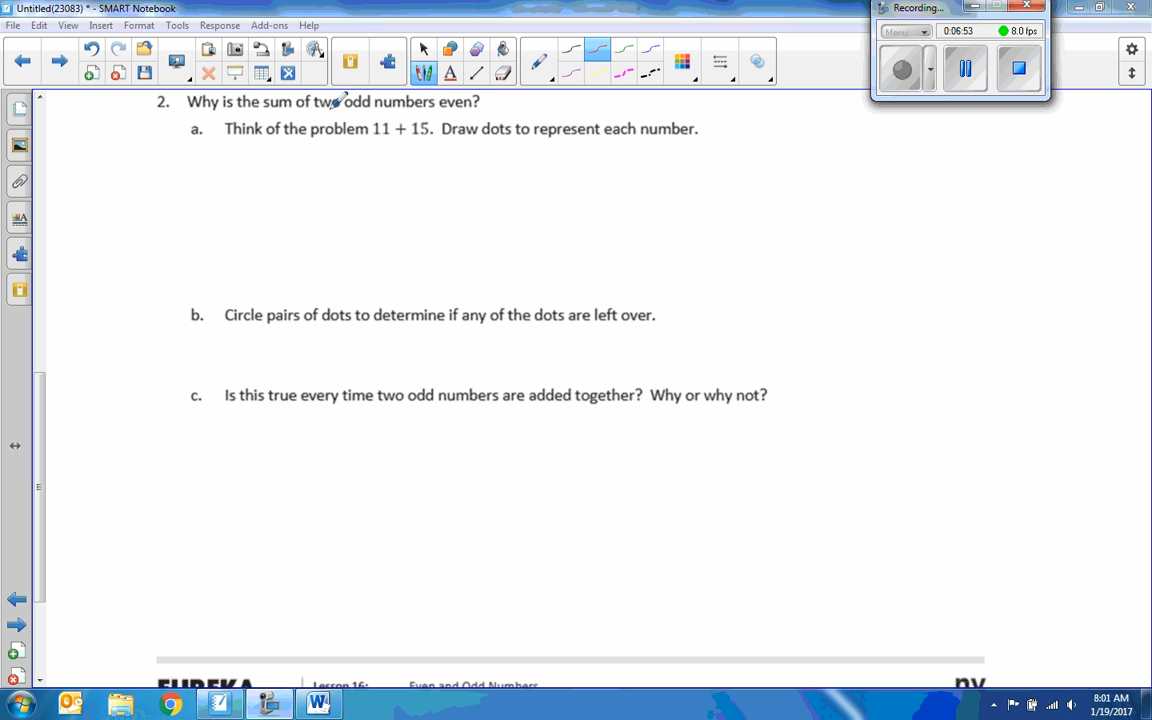 Untitled(23083) * - SMART Notebook
Recording...
File Edit View Insert Format Tools Response Add-ons Help
Menu 0:06:53 8.0 fps
2. Why is the sum of two odd numbers even?
a. Think of the problem 11 + 15. Draw dots to represent each number.
b. Circle pairs of dots to determine if any of the dots are left over.
c. Is this true every time two odd numbers are added together? Why or why not?
EUREKA Lesson 16: Even and Odd Numbers ny
8:01 AM
1/19/2017